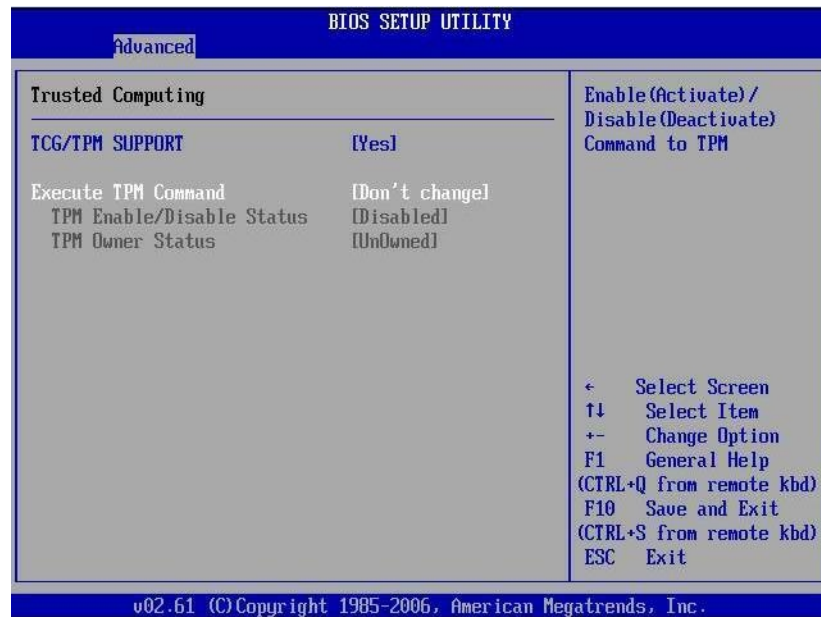 BIOS SETUP UTILITY
Advanced
Trusted Computing
TCG/TPM SUPPORT [Yes]
Execute TPM Command [Don't change]
TPM Enable/Disable Status [Disabled]
TPM Owner Status [UnOwned]
Enable(Activate)/
Disable(Deactivate)
Command to TPM
← Select Screen
↑↓ Select Item
+- Change Option
F1 General Help
(CTRL+Q from remote kbd)
F10 Save and Exit
(CTRL+S from remote kbd)
ESC Exit
v02.61 (C)Copyright 1985-2006, American Megatrends, Inc.